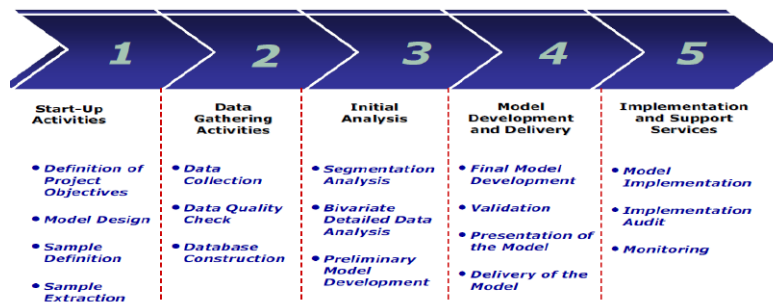 1
2
3
4
5
Start-Up
Activities
• Definition of
Project
Objectives
• Model Design
• Sample
Definition
• Sample
Extraction
Data
Gathering
Activities
• Data
Collection
• Data Quality
Check
• Database
Construction
Initial
Analysis
• Segmentation
Analysis
• Bivariate
Detailed Data
Analysis
• Preliminary
Model
Development
Model
Development
and Delivery
• Final Model
Development
• Validation
• Presentation of
the Model
• Delivery of the
Model
Implementation
and Support
Services
• Model
Implementation
• Implementation
Audit
• Monitoring